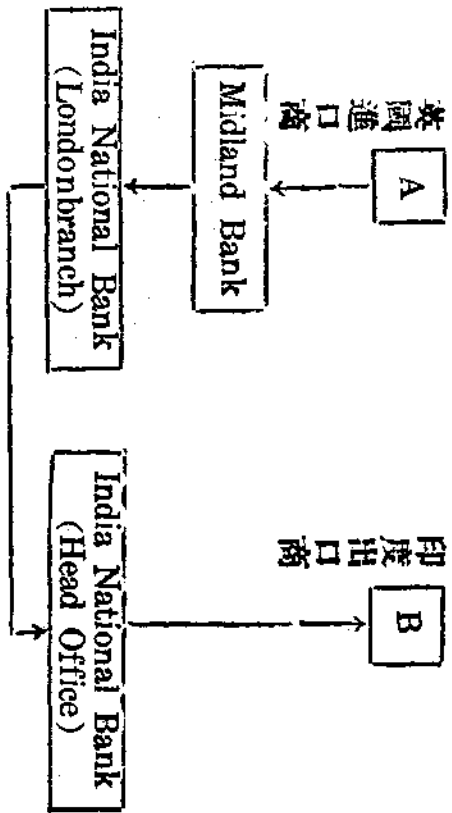 英國進口商
A
Midland Bank
India National Bank
(Londonbranch)
印度出口商
B
India National Bank
(Head Office)